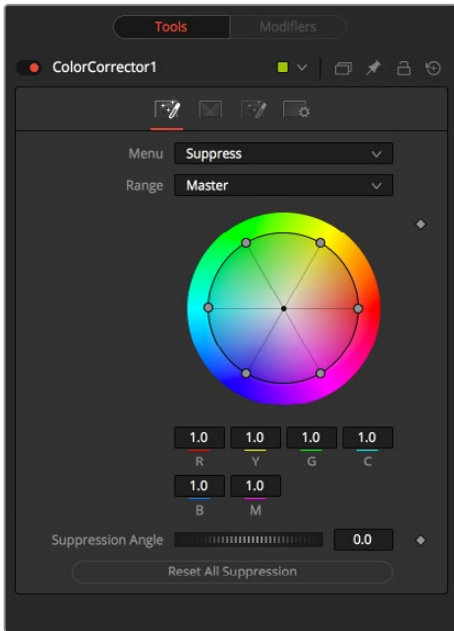 Tools Modifiers
ColorCorrector1
Menu Suppress
Range Master
1.0 1.0 1.0 1.0
R Y G C
1.0 1.0
B M
Suppression Angle 0.0
Reset All Suppression